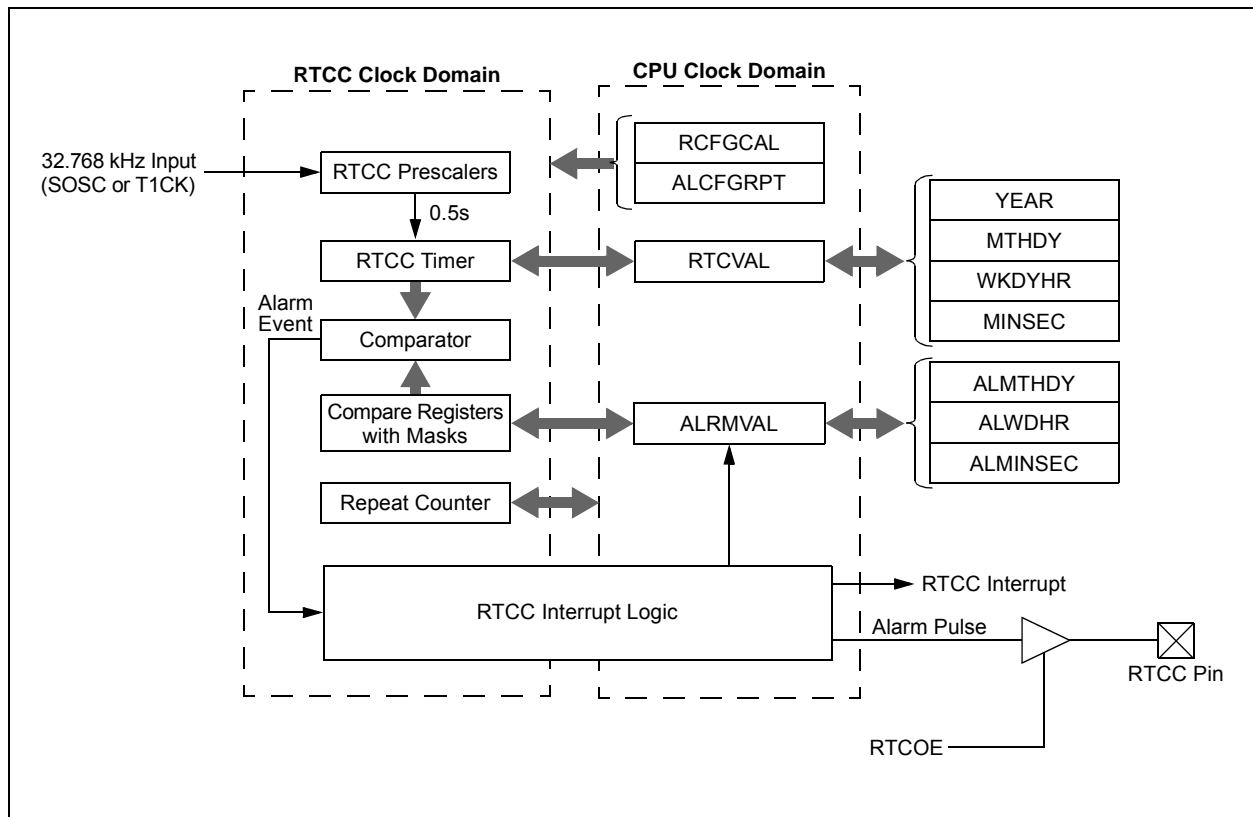 RTCC Clock Domain
CPU Clock Domain
32.768 kHz Input
(SOSC or T1CK)
RTCC Prescalers
0.5s
RTCC Timer
Alarm
Event
Comparator
Compare Registers
with Masks
Repeat Counter
RCFGCAL
ALCFGRPT
RTCVAL
ALRMVAL
YEAR
MTHDY
WKDYHR
MINSEC
ALMTHDY
ALWDHR
ALMINSEC
RTCC Interrupt Logic
RTCC Interrupt
Alarm Pulse
RTCC Pin
RTCOE